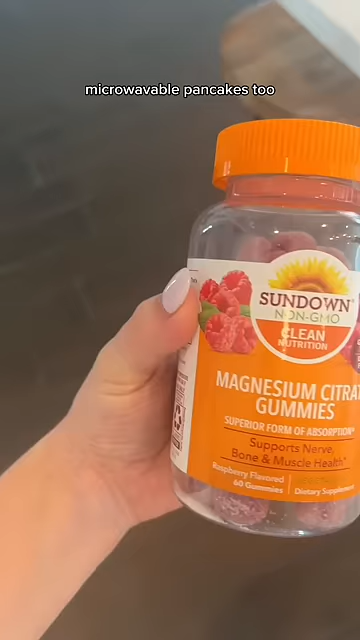 microwavable pancakes too
SUNDOWN
NON-GMO
CLEAN
NUTRITION
MAGNESIUM CITRAT
GUMMIES
SUPERIOR FORM OF ABSORPTION
Supports Nerve,
Bone & Muscle Health
Raspberry Flavored
60 Gummies
Dietary Supplement